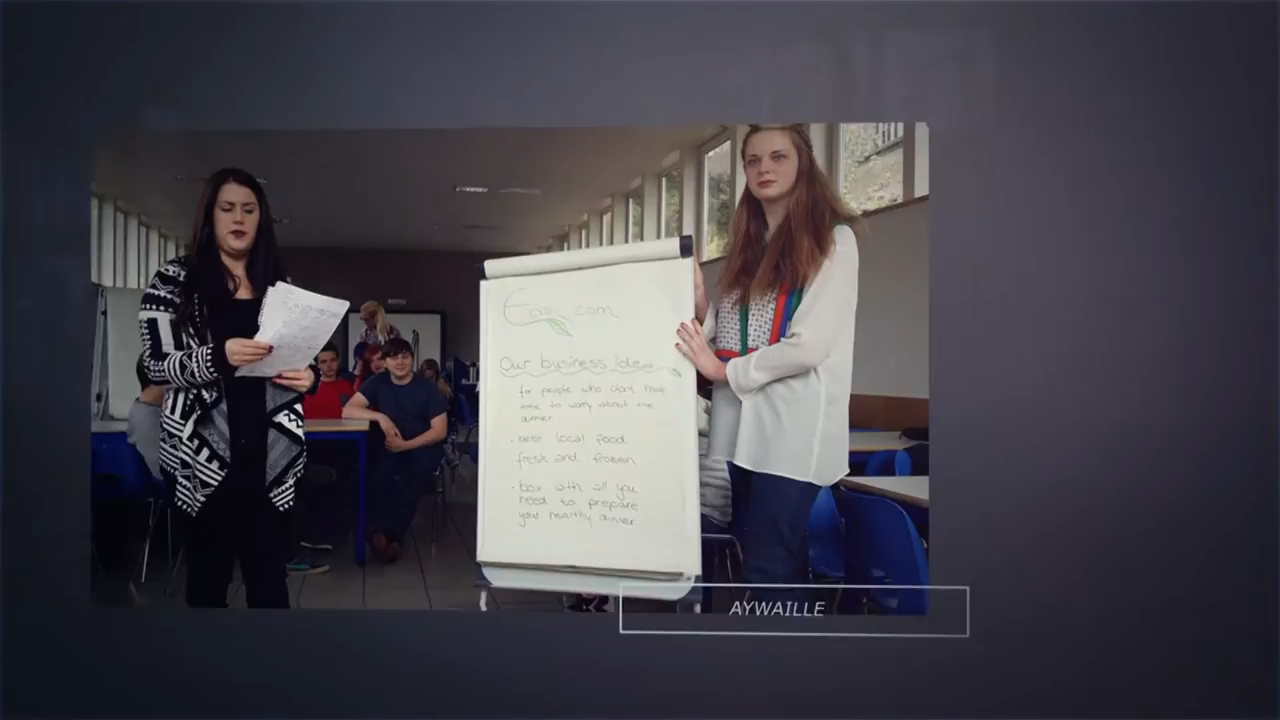 com
Our business idea
for people who don't have
time to worry about the
dinner
• best local food
fresh and frozen
• box with all you
need to prepare
your healthy dinner
AYWAILLE